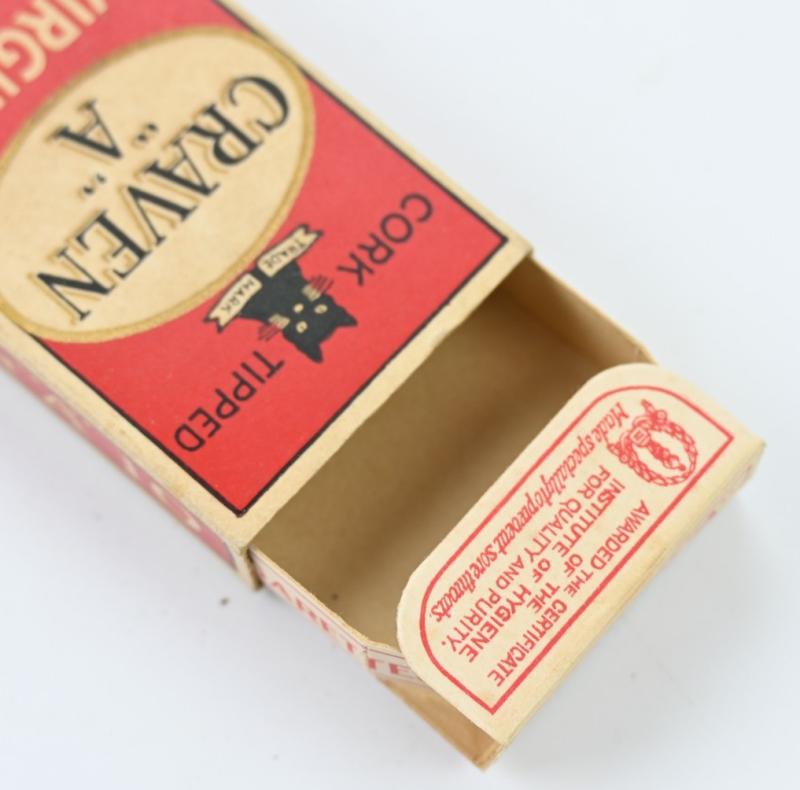 CRAVEN
"A"
TRADE MARK
CORK TIPPED
AWARDED THE CERTIFICATE
OF THE
INSTITUTE OF HYGIENE
FOR QUALITY AND PURITY.
Made specially to prevent sore throats.